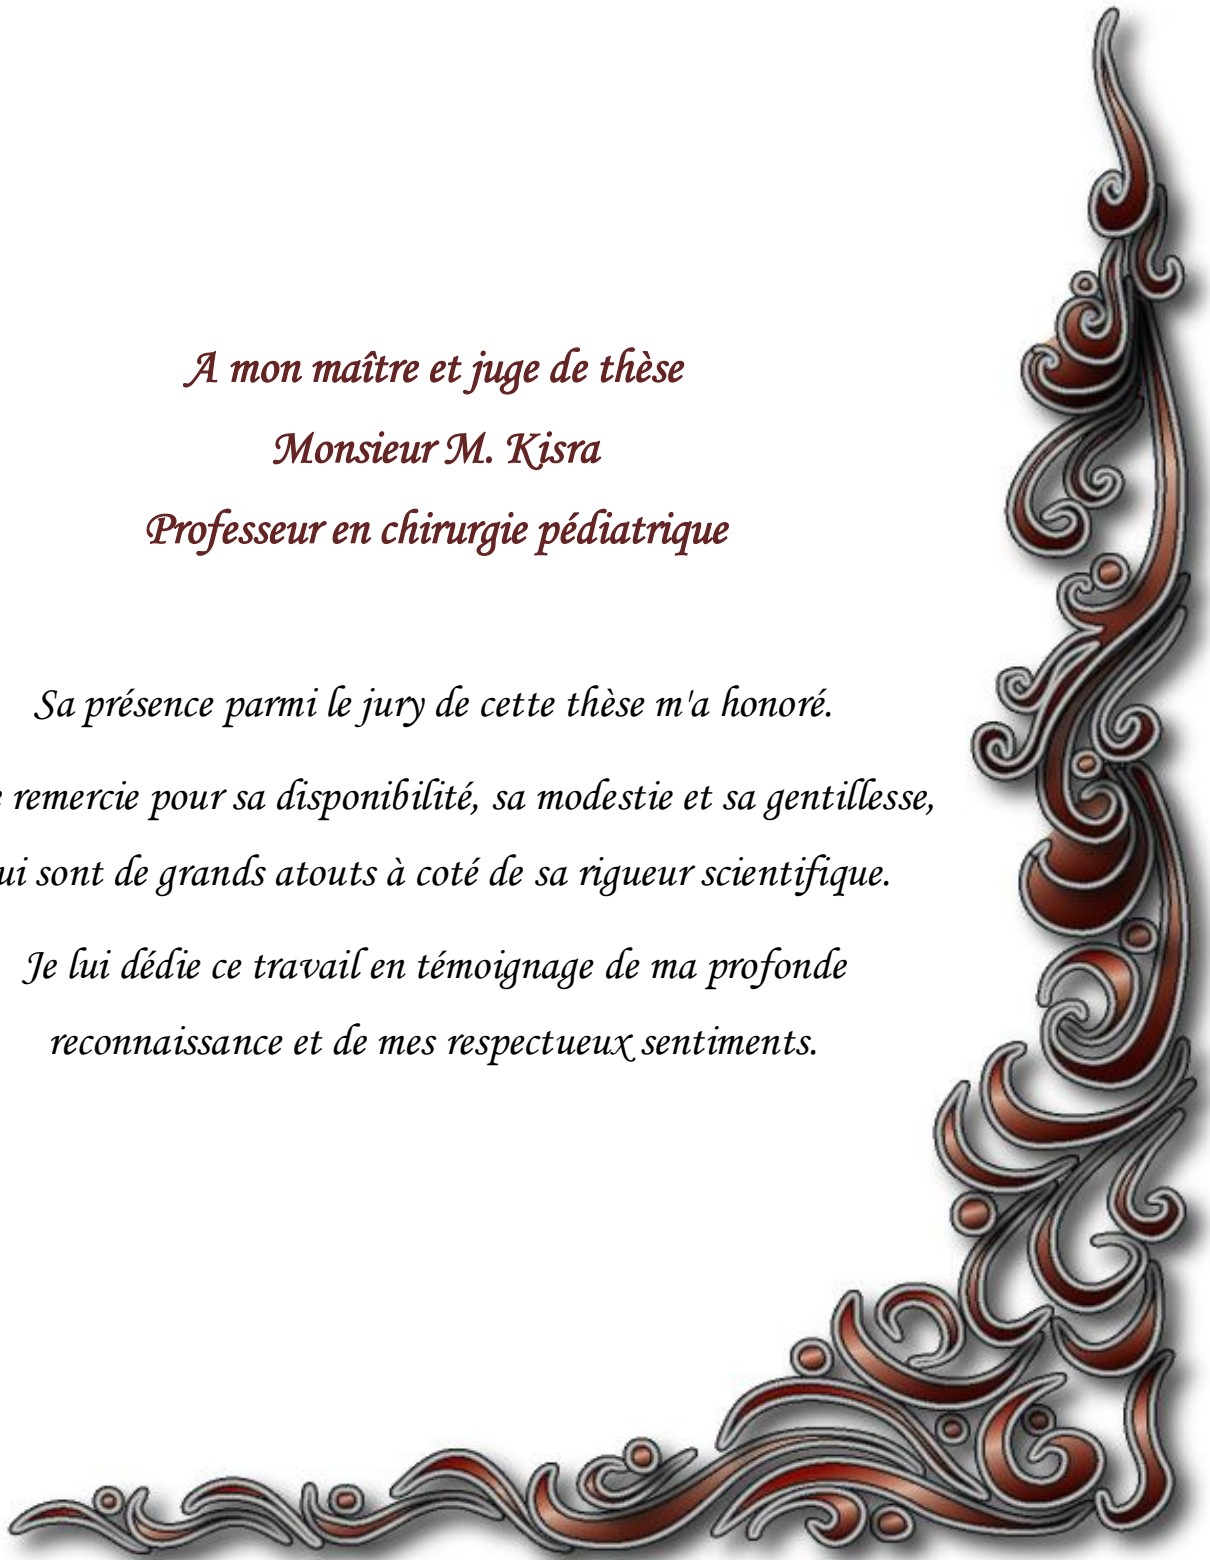 A mon maître et juge de thèse
Monsieur M. Kisra
Professeur en chirurgie pédiatrique
Sa présence parmi le jury de cette thèse m'a honoré.
remercie pour sa disponibilité, sa modestie et sa gentillesse,
sont de grands atouts à coté de sa rigueur scientifique.
Je lui dédie ce travail en témoignage de ma profonde
reconnaissance et de mes respectueux sentiments.